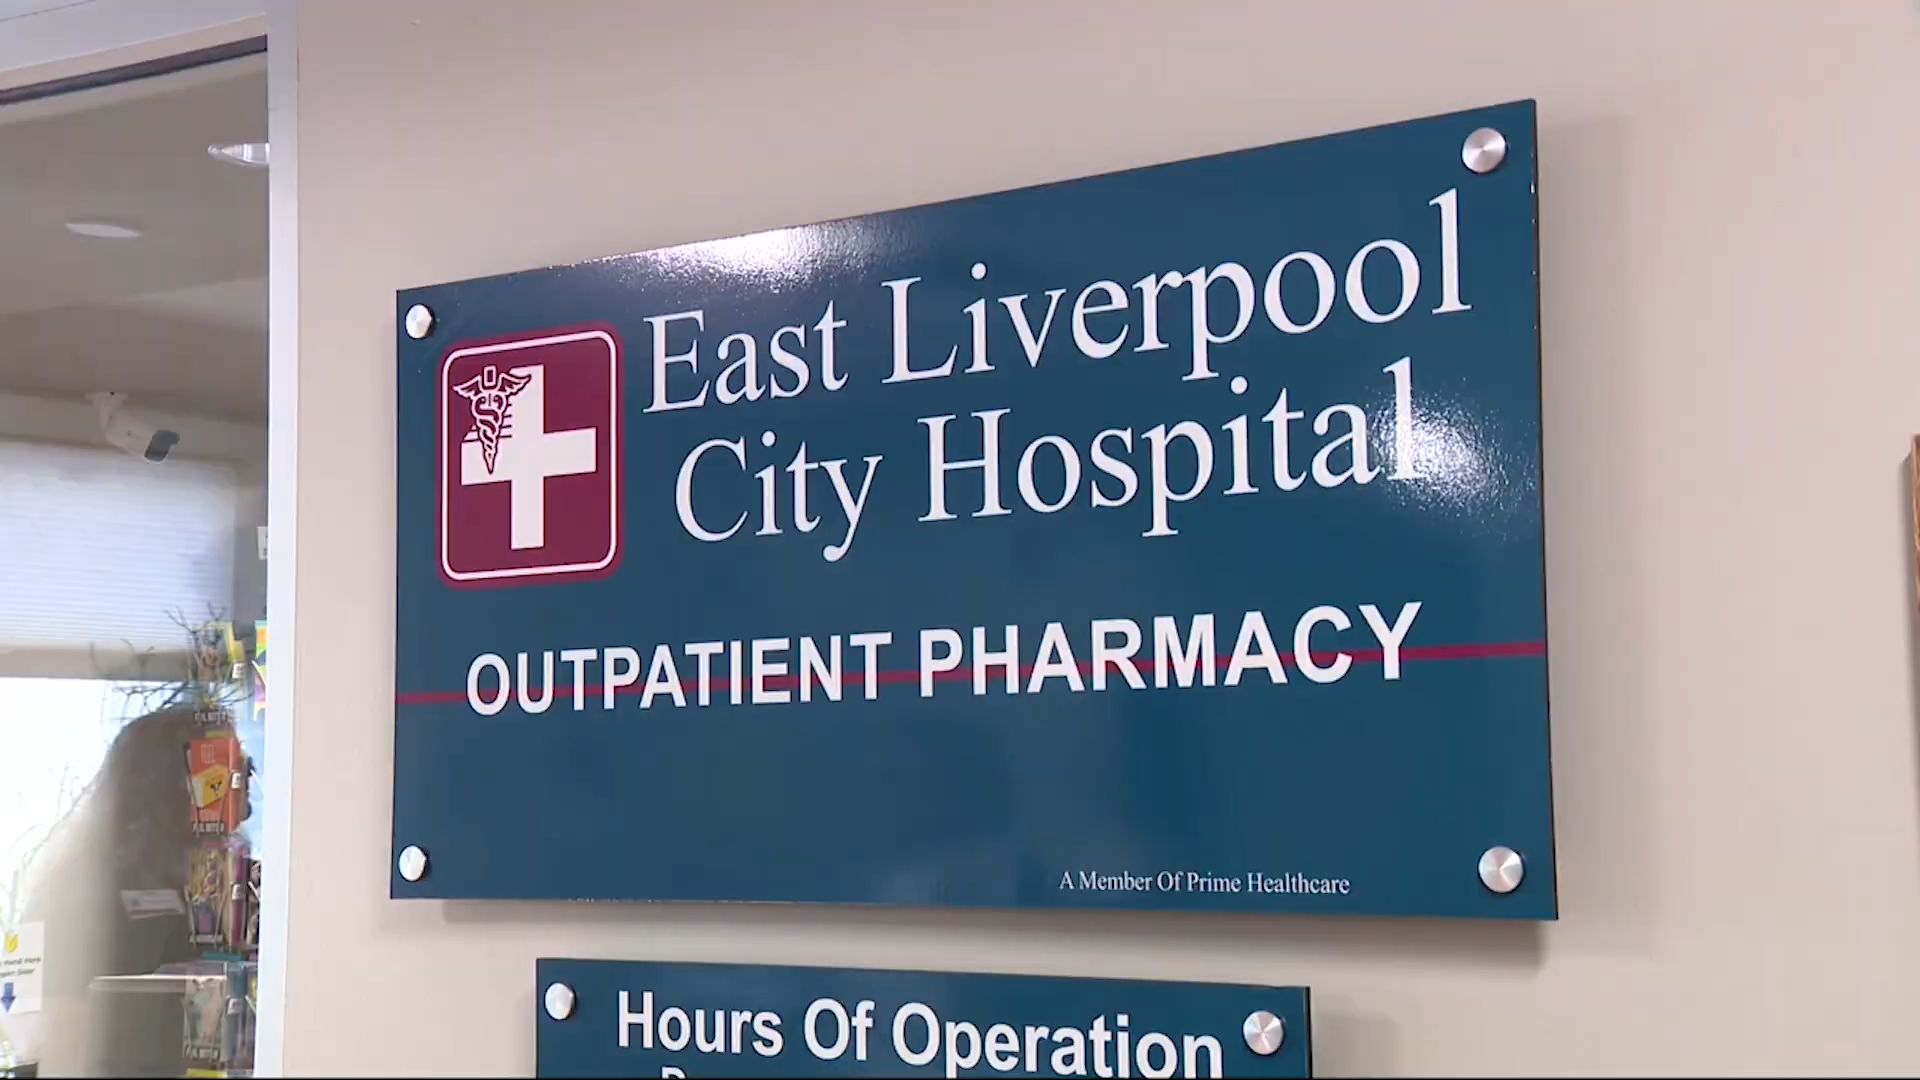 East Liverpool
City Hospital
OUTPATIENT PHARMACY
A Member Of Prime Healthcare
Hours Of Operation